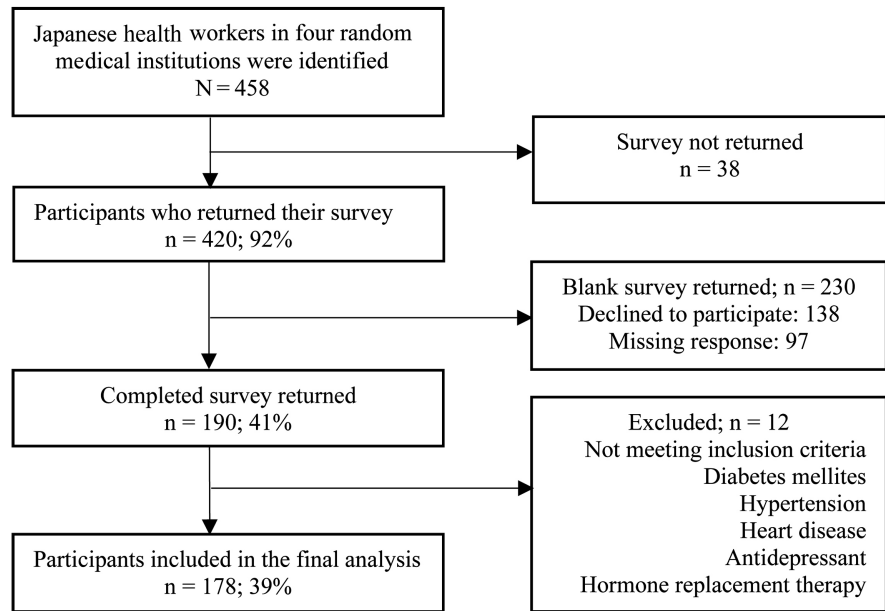 Japanese health workers in four random
medical institutions were identified
N = 458
Survey not returned
n = 38
Participants who returned their survey
n = 420; 92%
Blank survey returned; n = 230
Declined to participate: 138
Missing response: 97
Completed survey returned
n = 190; 41%
Excluded; n = 12
Not meeting inclusion criteria
Diabetes mellites
Hypertension
Heart disease
Antidepressant
Hormone replacement therapy
Participants included in the final analysis
n = 178; 39%